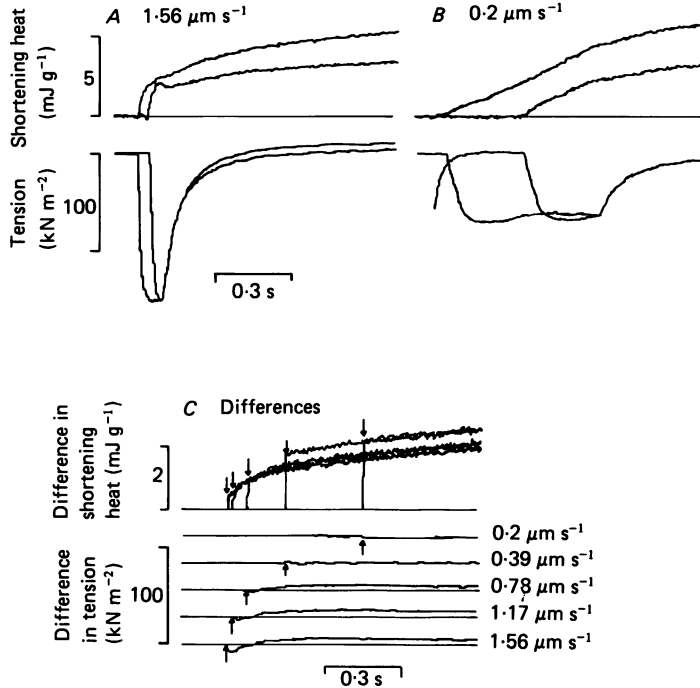 A 1·56 μm s⁻¹
B 0·2 μm s⁻¹
Shortening heat
(mJ g⁻¹)
5
Tension
(kN m⁻²)
100
0·3 s
C Differences
Difference in
shortening
heat (mJ g⁻¹)
2
Difference
in tension
(kN m⁻²)
100
0·2 μm s⁻¹
0·39 μm s⁻¹
0·78 μm s⁻¹
1·17 μm s⁻¹
1·56 μm s⁻¹
0·3 s